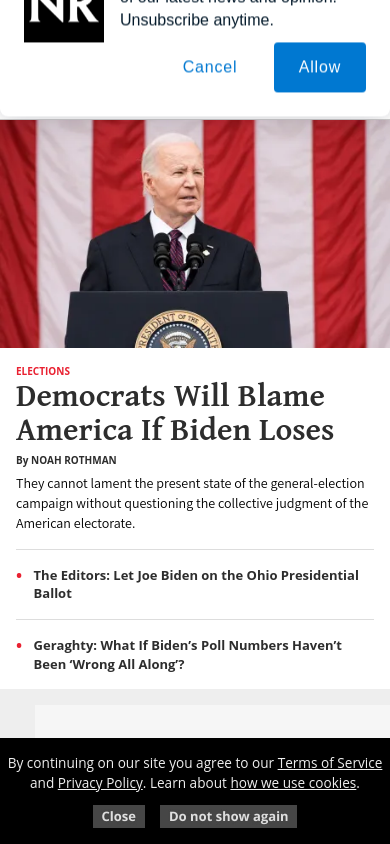 NR
of our latest news and opinion.
Unsubscribe anytime.
Cancel
Allow
PRESIDENT OF THE UNIT
ELECTIONS
Democrats Will Blame
America If Biden Loses
By NOAH ROTHMAN
They cannot lament the present state of the general-election
campaign without questioning the collective judgment of the
American electorate.
The Editors: Let Joe Biden on the Ohio Presidential
Ballot
Geraghty: What If Biden’s Poll Numbers Haven’t
Been ‘Wrong All Along’?
By continuing on our site you agree to our Terms of Service
and Privacy Policy. Learn about how we use cookies.
Close
Do not show again